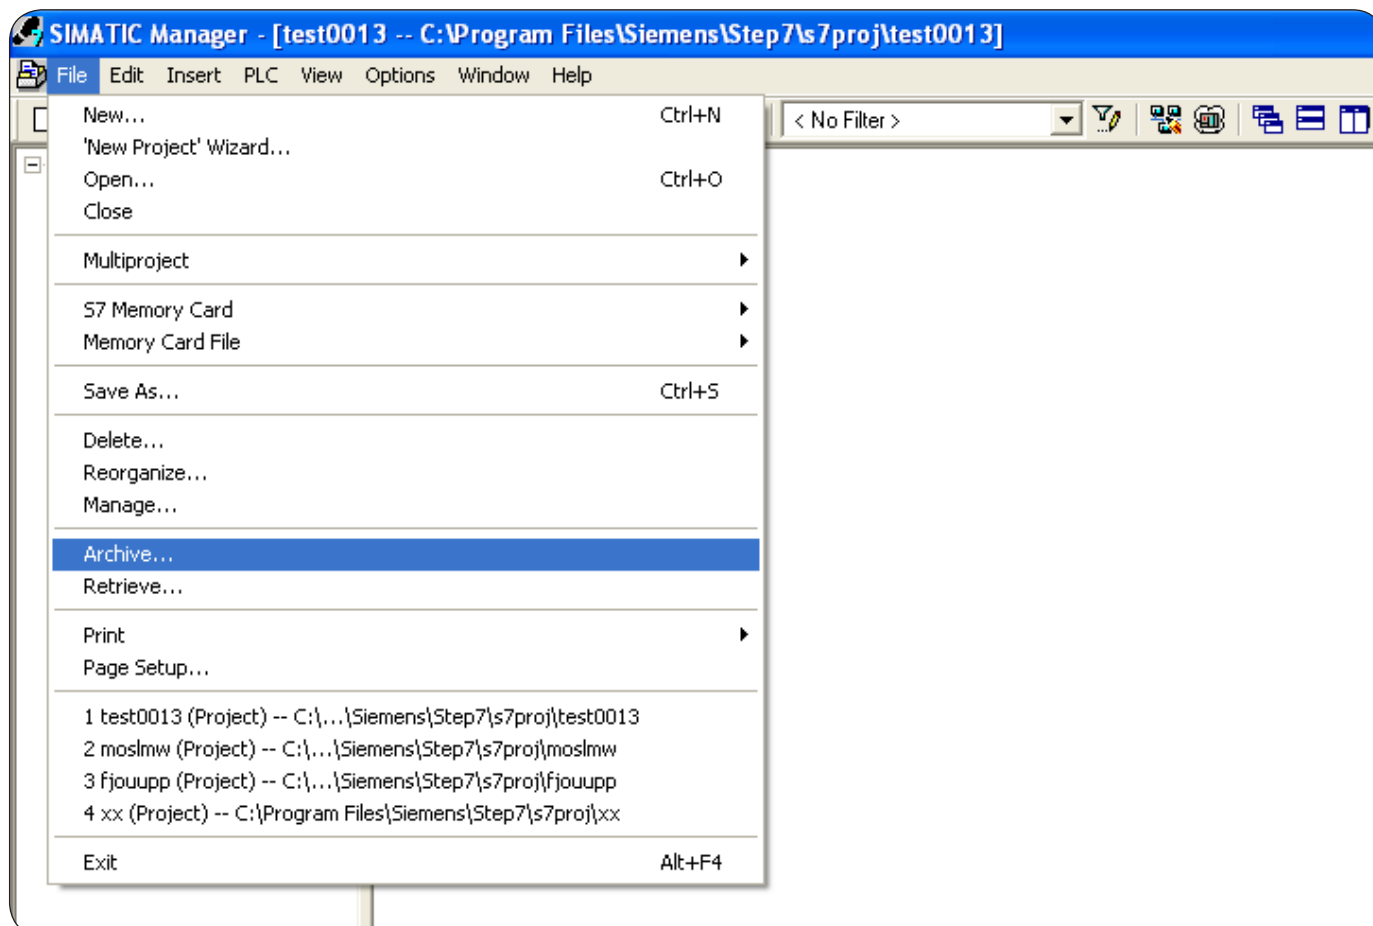 SIMATIC Manager - [test0013 -- C:\Program Files\Siemens\Step7\s7proj\test0013]
File Edit Insert PLC View Options Window Help
New... Ctrl+N
< No Filter >
'New Project' Wizard...
Open... Ctrl+O
Close
Multiproject
S7 Memory Card
Memory Card File
Save As... Ctrl+S
Delete...
Reorganize...
Manage...
Archive...
Retrieve...
Print
Page Setup...
1 test0013 (Project) -- C:\...\Siemens\Step7\s7proj\test0013
2 moslmw (Project) -- C:\...\Siemens\Step7\s7proj\moslmw
3 fjouupp (Project) -- C:\...\Siemens\Step7\s7proj\fjouupp
4 xx (Project) -- C:\Program Files\Siemens\Step7\s7proj\xx
Exit Alt+F4